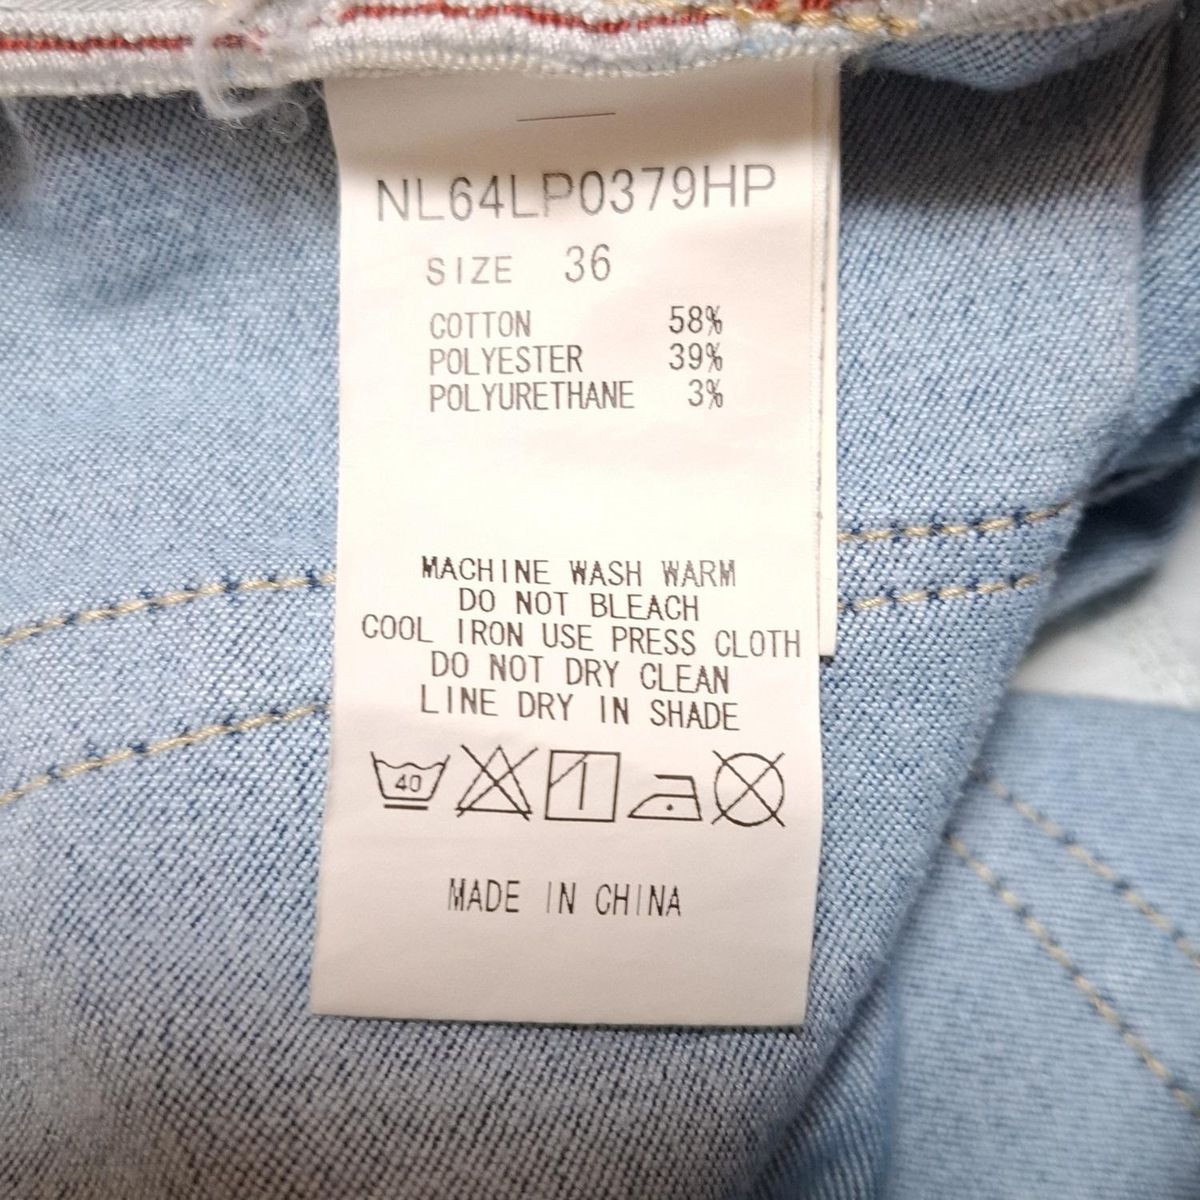 NL64LP0379HP
SIZE 36
COTTON 58%
POLYESTER 39%
POLYURETHANE 3%
MACHINE WASH WARM
DO NOT BLEACH
COOL IRON USE PRESS CLOTH
DO NOT DRY CLEAN
LINE DRY IN SHADE
40
MADE IN CHINA